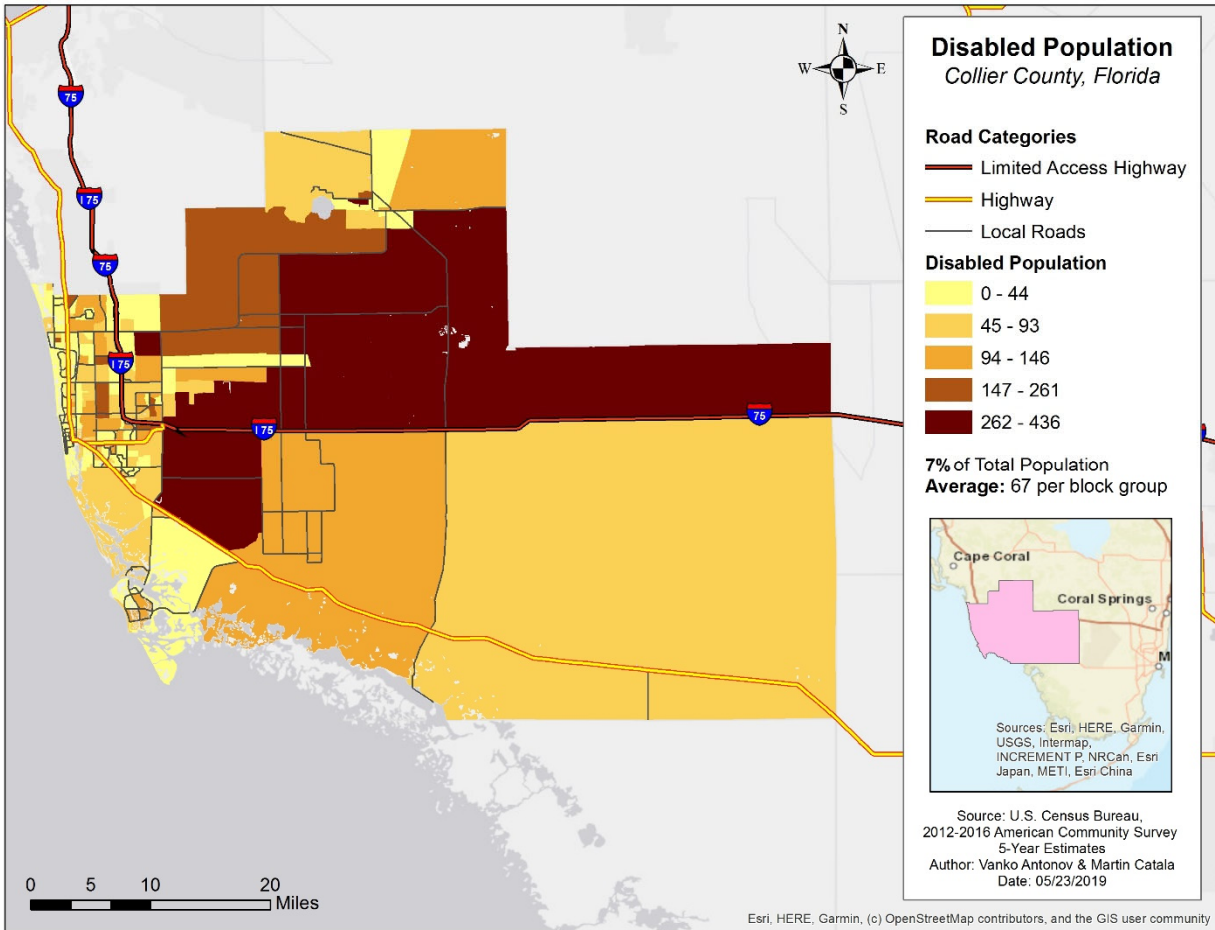 Disabled Population
Collier County, Florida
Road Categories
Limited Access Highway
Highway
Local Roads
Disabled Population
0 - 44
45 - 93
94 - 146
147 - 261
262 - 436
7% of Total Population
Average: 67 per block group
Cape Coral
Coral Springs
M
Sources: Esri, HERE, Garmin,
USGS, Intermap,
INCREMENT P, NRCan, Esri
Japan, METI, Esri China
Source: U.S. Census Bureau,
2012-2016 American Community Survey
5-Year Estimates
Author: Vanko Antonov & Martin Catala
Date: 05/23/2019
N
W E
S
75
I 75
75
I 75
I 75
75
0 5 10 20
Miles
Esri, HERE, Garmin, (c) OpenStreetMap contributors, and the GIS user community